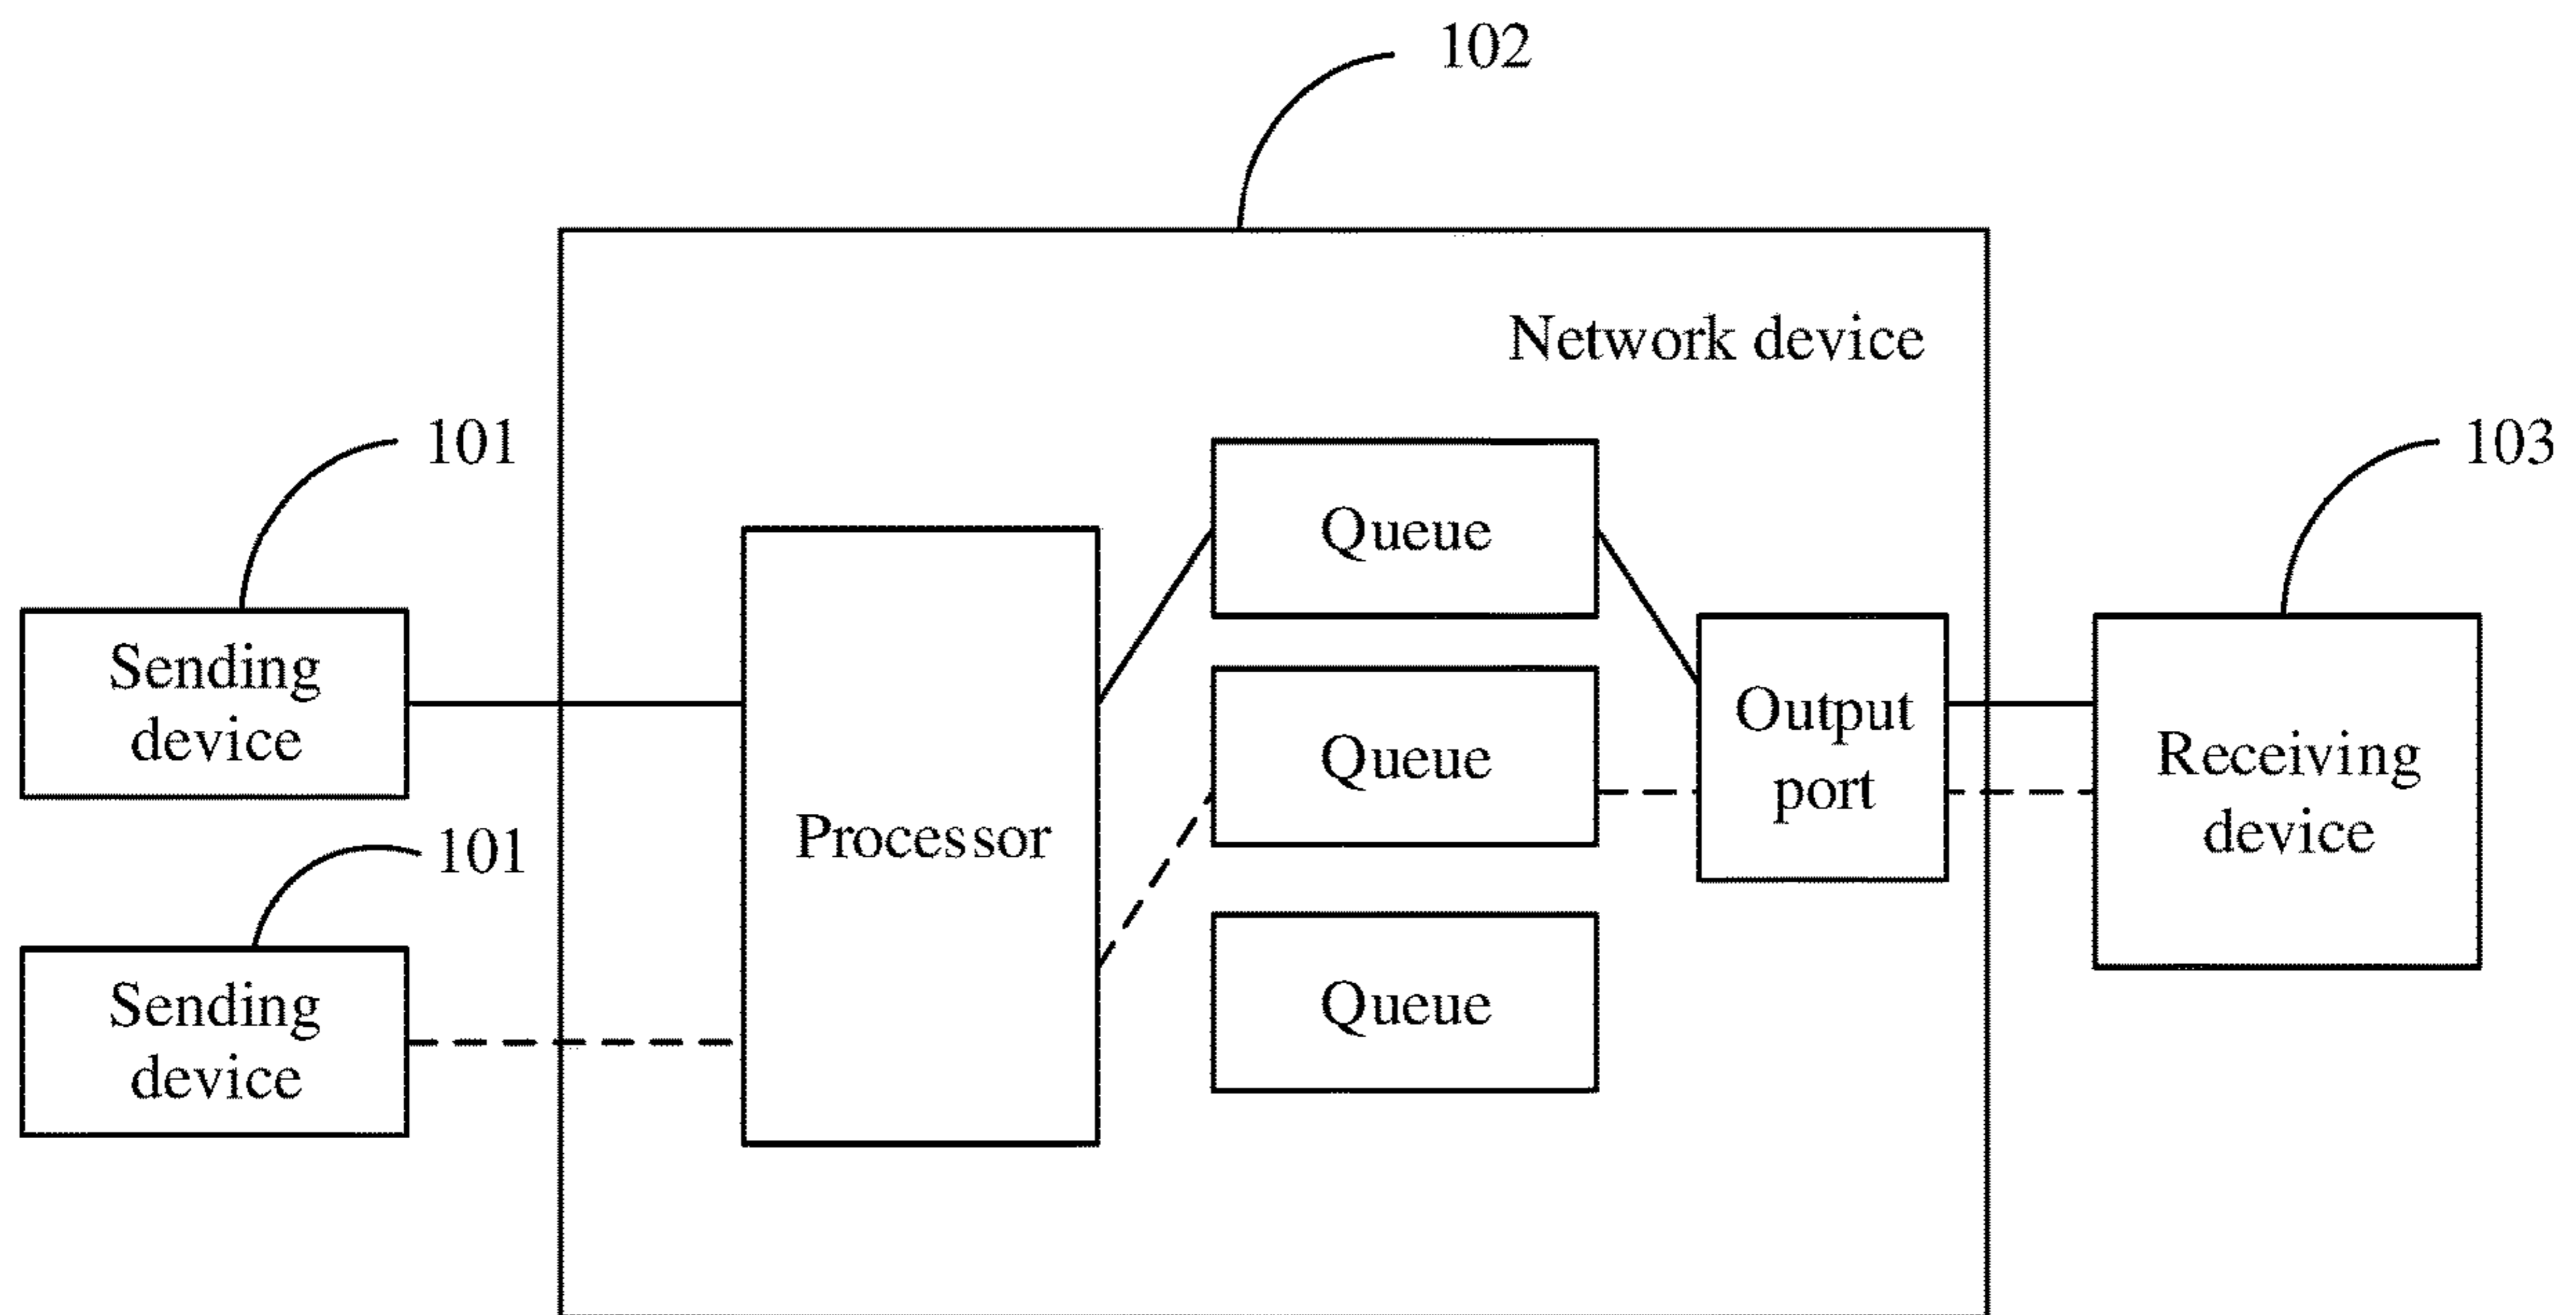 102
Network device
101
103
Queue
Sending
device
Output
port
Queue
Receiving
device
Processor
101
Sending
device
Queue